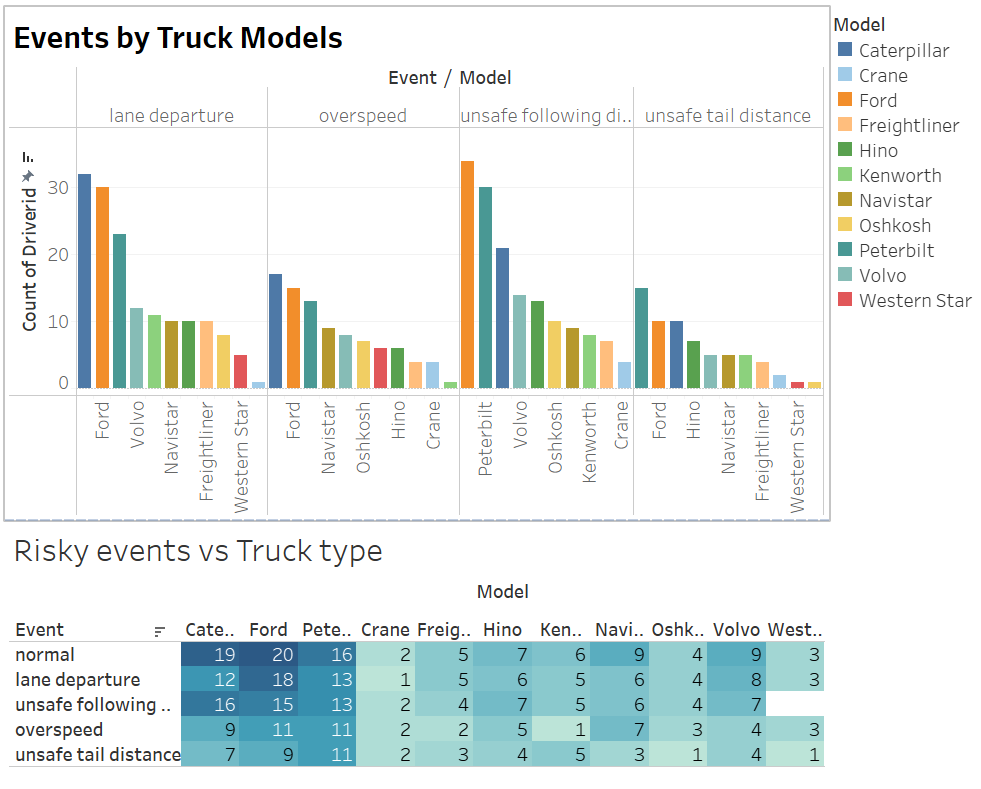 Events by Truck Models
Event / Model
lane departure overspeed unsafe following di.. unsafe tail distance
Count of Driverid
30
20
10
0
Ford Volvo Navistar Freightliner Western Star Ford Navistar Oshkosh Hino Crane Peterbilt Volvo Oshkosh Kenworth Crane Ford Hino Navistar Freightliner Western Star
Model
Caterpillar
Crane
Ford
Freightliner
Hino
Kenworth
Navistar
Oshkosh
Peterbilt
Volvo
Western Star
Risky events vs Truck type
Model
Event Cate.. Ford Pete.. Crane Freig.. Hino Ken.. Navi.. Oshk.. Volvo West..
normal 19 20 16 2 5 7 6 9 4 9 3
lane departure 12 18 13 1 5 6 5 6 4 8 3
unsafe following .. 16 15 13 2 4 7 5 6 4 7
overspeed 9 11 11 2 2 5 1 7 3 4 3
unsafe tail distance 7 9 11 2 3 4 5 3 1 4 1